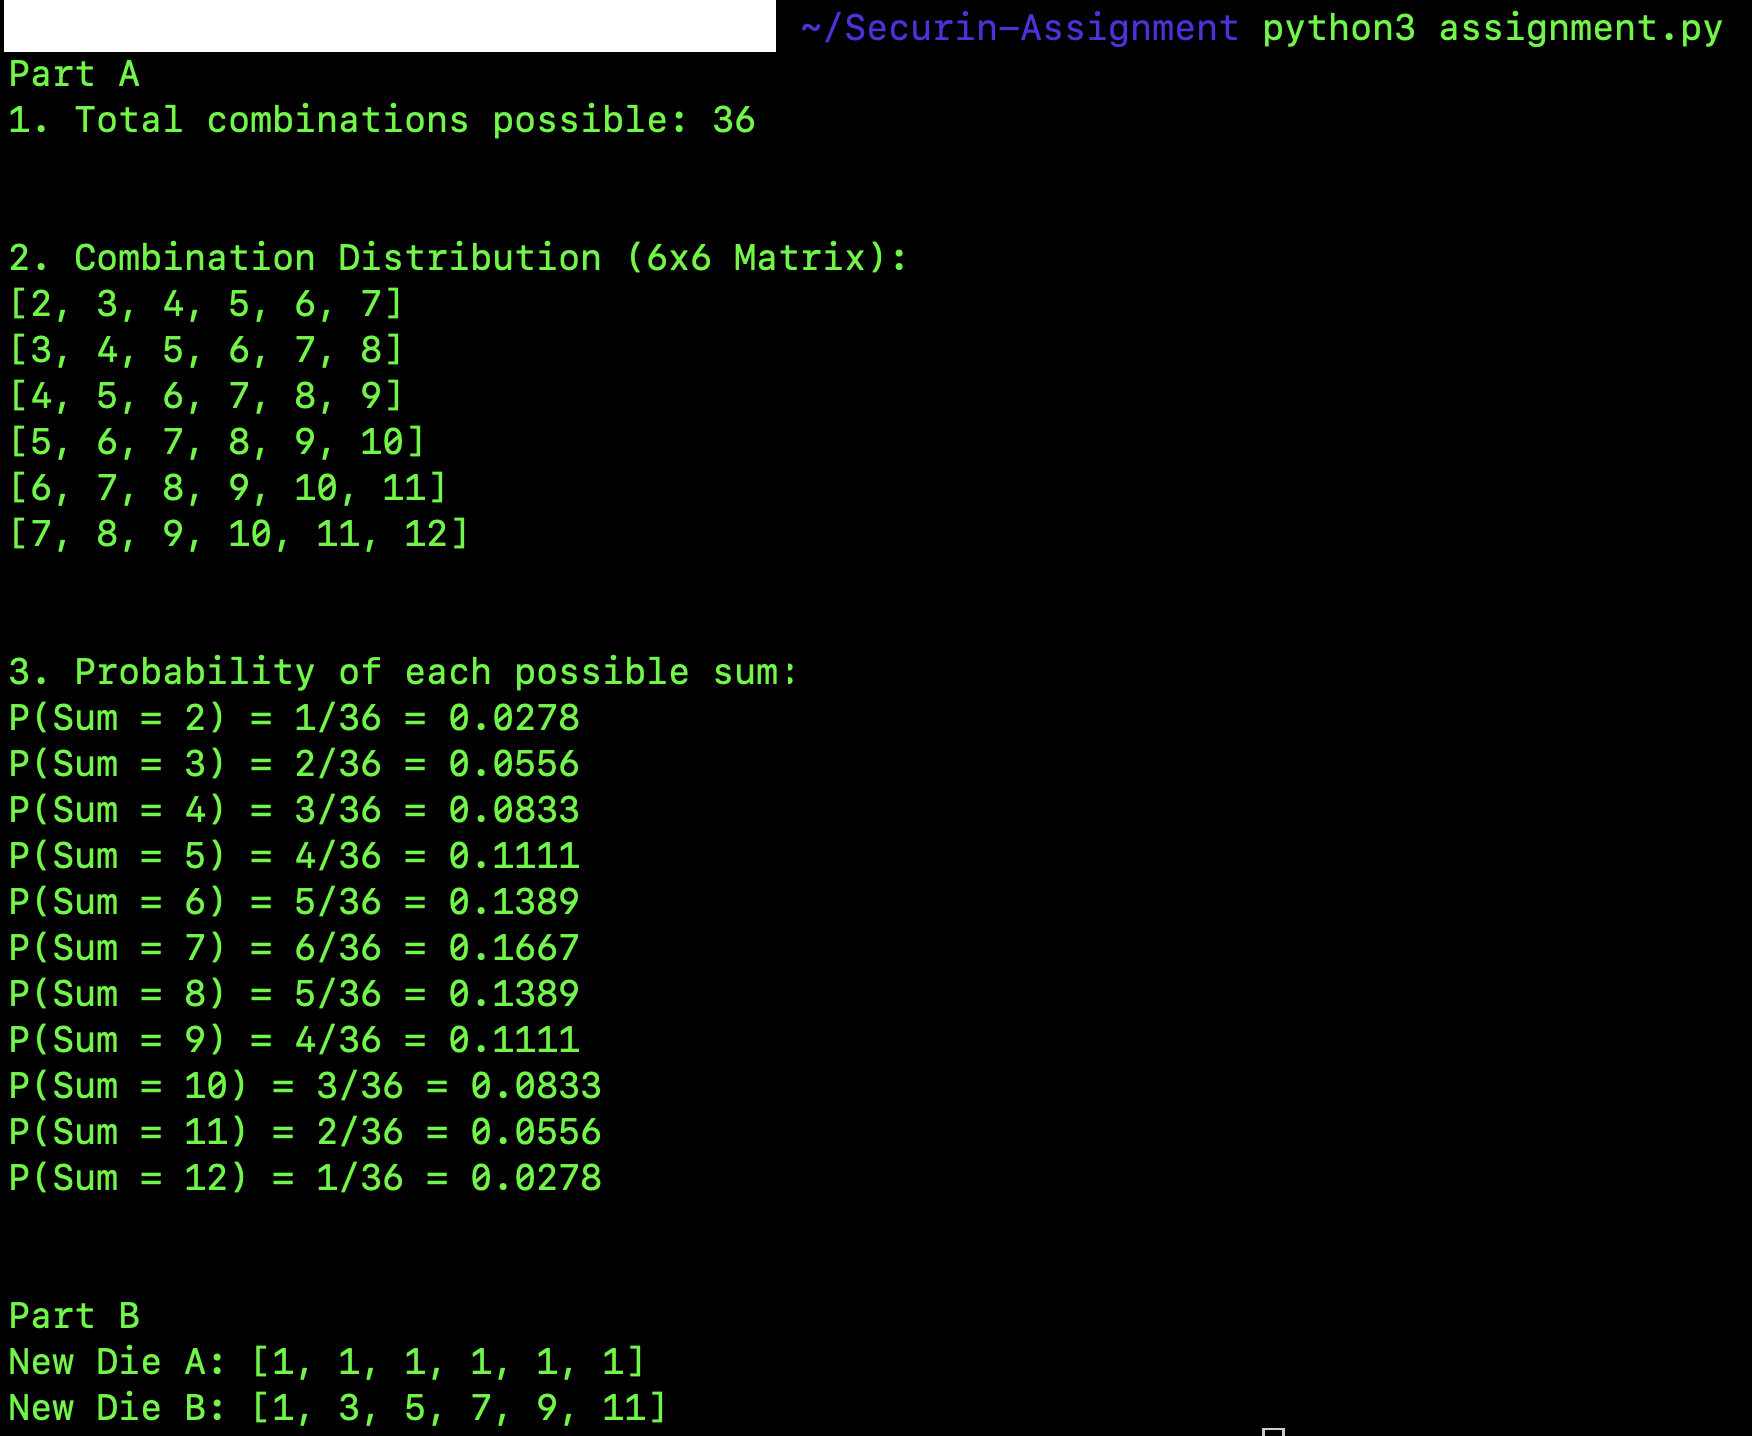 ~/Securin-Assignment python3 assignment.py
Part A
1. Total combinations possible: 36
2. Combination Distribution (6x6 Matrix):
[2, 3, 4, 5, 6, 7]
[3, 4, 5, 6, 7, 8]
[4, 5, 6, 7, 8, 9]
[5, 6, 7, 8, 9, 10]
[6, 7, 8, 9, 10, 11]
[7, 8, 9, 10, 11, 12]
3. Probability of each possible sum:
P(Sum = 2) = 1/36 = 0.0278
P(Sum = 3) = 2/36 = 0.0556
P(Sum = 4) = 3/36 = 0.0833
P(Sum = 5) = 4/36 = 0.1111
P(Sum = 6) = 5/36 = 0.1389
P(Sum = 7) = 6/36 = 0.1667
P(Sum = 8) = 5/36 = 0.1389
P(Sum = 9) = 4/36 = 0.1111
P(Sum = 10) = 3/36 = 0.0833
P(Sum = 11) = 2/36 = 0.0556
P(Sum = 12) = 1/36 = 0.0278
Part B
New Die A: [1, 1, 1, 1, 1, 1]
New Die B: [1, 3, 5, 7, 9, 11]